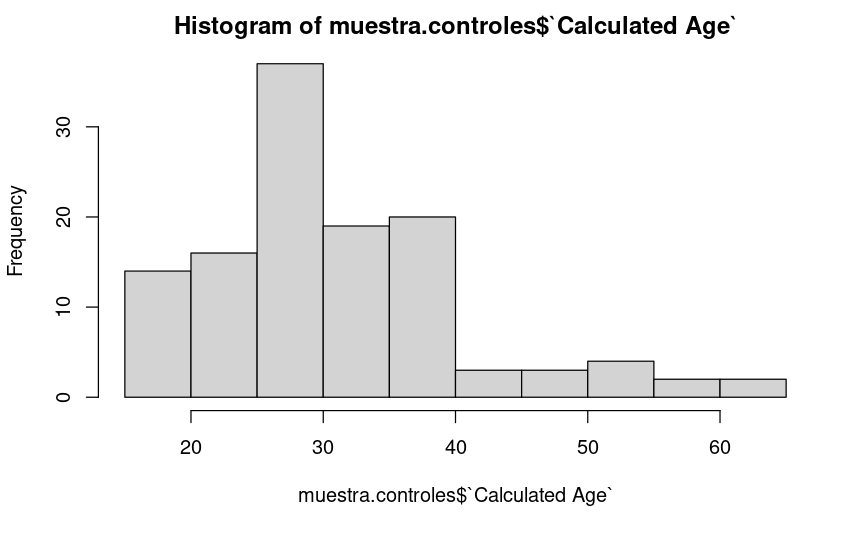 Histogram of muestra.controles$`Calculated Age`
Frequency
30
20
10
0
20 30 40 50 60
muestra.controles$`Calculated Age`